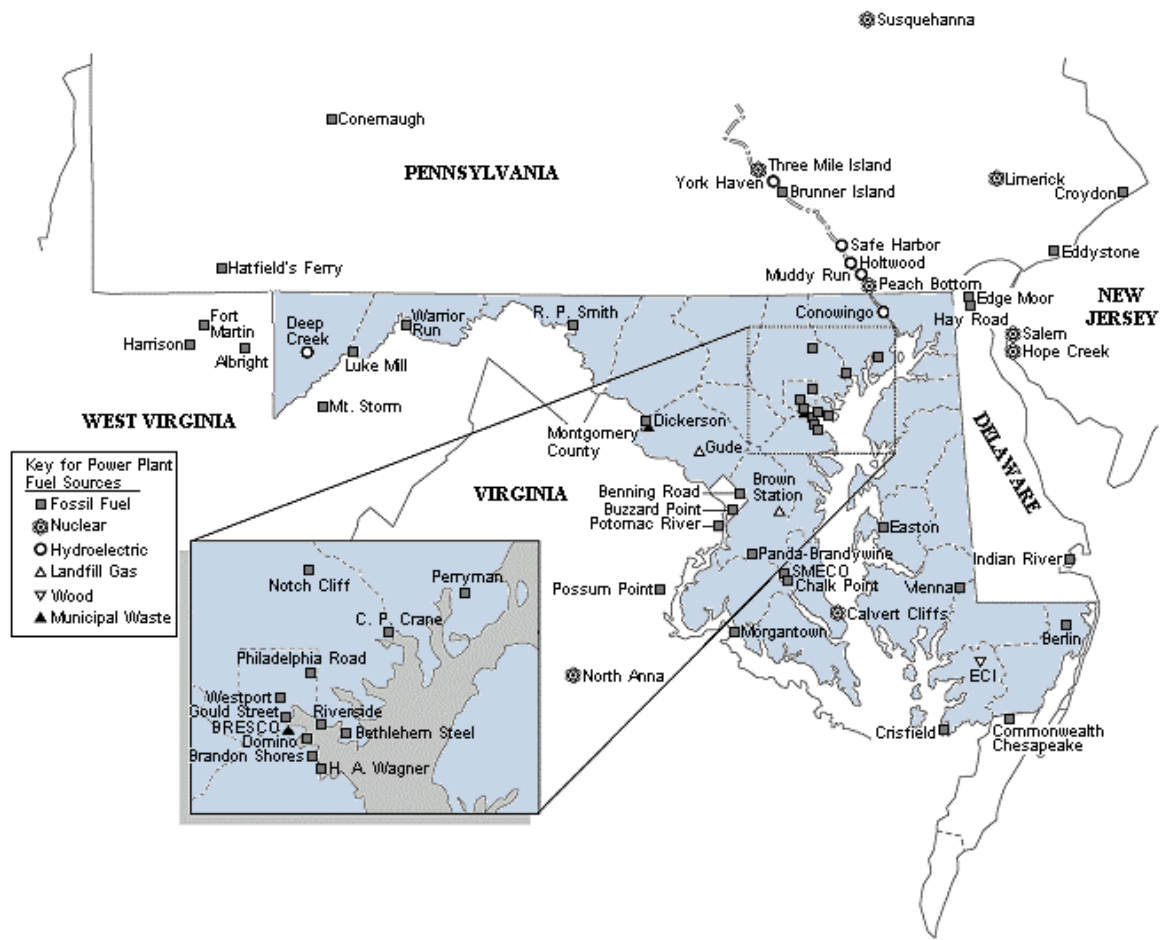 Susquehanna
Conemaugh
PENNSYLVANIA
Three Mile Island
York Haven
Brunner Island
Limerick
Croydon
Safe Harbor
Holtwood
Muddy Run
Peach Bottom
Eddystone
Hatfield's Ferry
Edge Moor
Hay Road
NEW
JERSEY
Salem
Hope Creek
Conowingo
Fort
Martin
Harrison
Albright
Deep
Creek
Luke Mill
Warrior
Run
R. P. Smith
Mt. Storm
WEST VIRGINIA
Montgomery
County
Dickerson
Gude
DELAWARE
Key for Power Plant
Fuel Sources
Fossil Fuel
Nuclear
Hydroelectric
Landfill Gas
Wood
Municipal Waste
VIRGINIA
Benning Road
Buzzard Point
Potomac River
Brown
Station
Easton
Indian River
Panda-Brandywine
SMECO
Chalk Point
Vienna
Possum Point
Calvert Cliffs
Morgantown
Berlin
North Anna
ECI
Crisfield
Commonwealth
Chesapeake
Notch Cliff
Perryman
C. P. Crane
Philadelphia Road
Westport
Gould Street
Riverside
BRESCO
Bethlehem Steel
Domino
Brandon Shores
H. A. Wagner